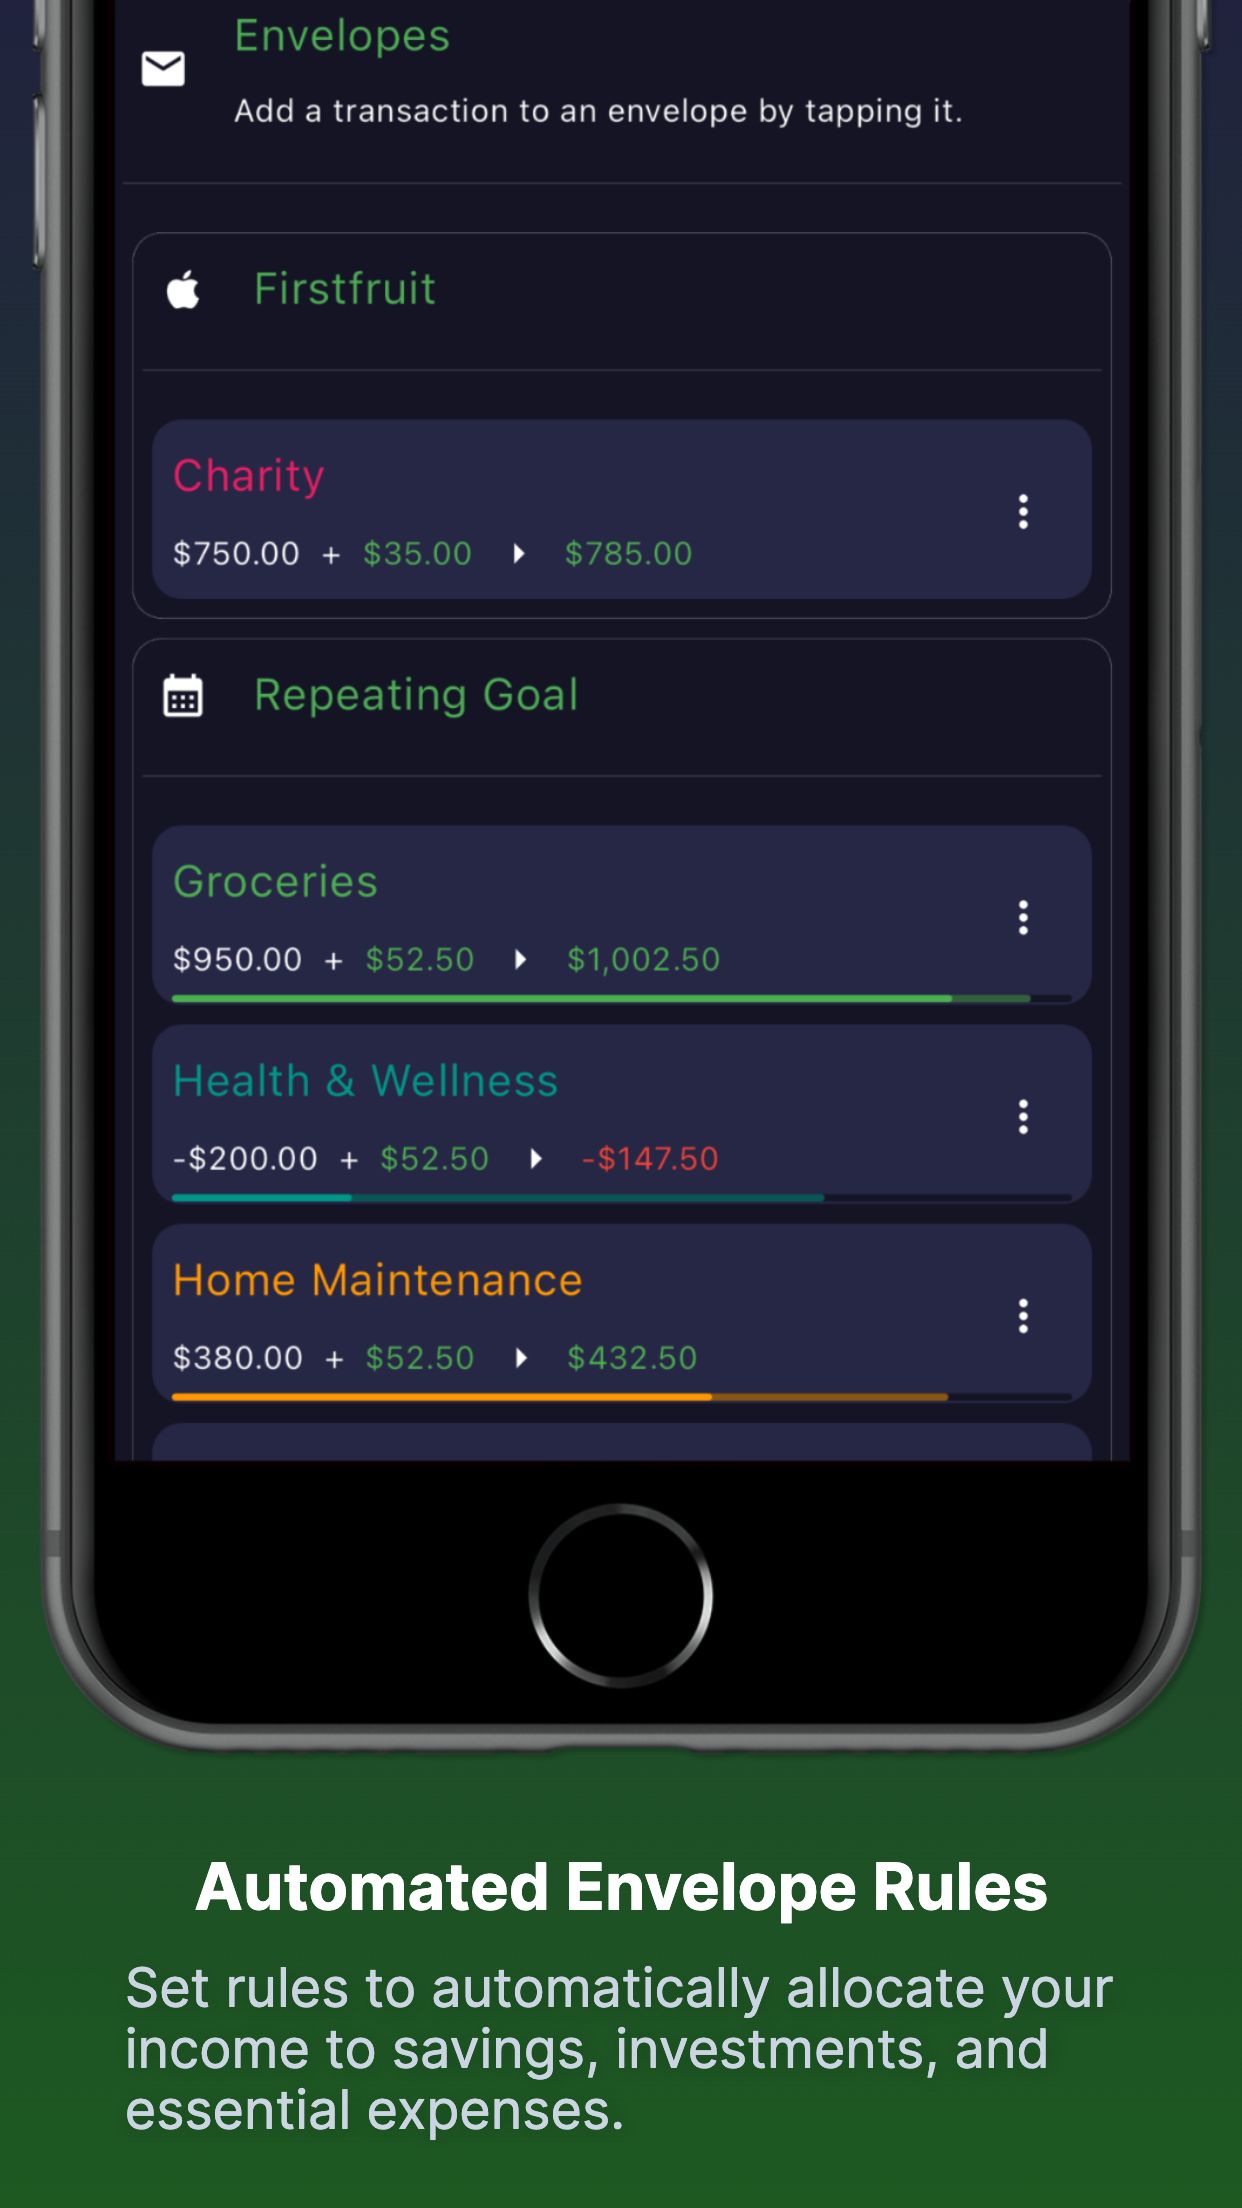 Envelopes
Add a transaction to an envelope by tapping it.
Firstfruit
Charity
$750.00 + $35.00 $785.00
Repeating Goal
Groceries
$950.00 + $52.50 $1,002.50
Health & Wellness
-$200.00 + $52.50 -$147.50
Home Maintenance
$380.00 + $52.50 $432.50
Automated Envelope Rules
Set rules to automatically allocate your
income to savings, investments, and
essential expenses.